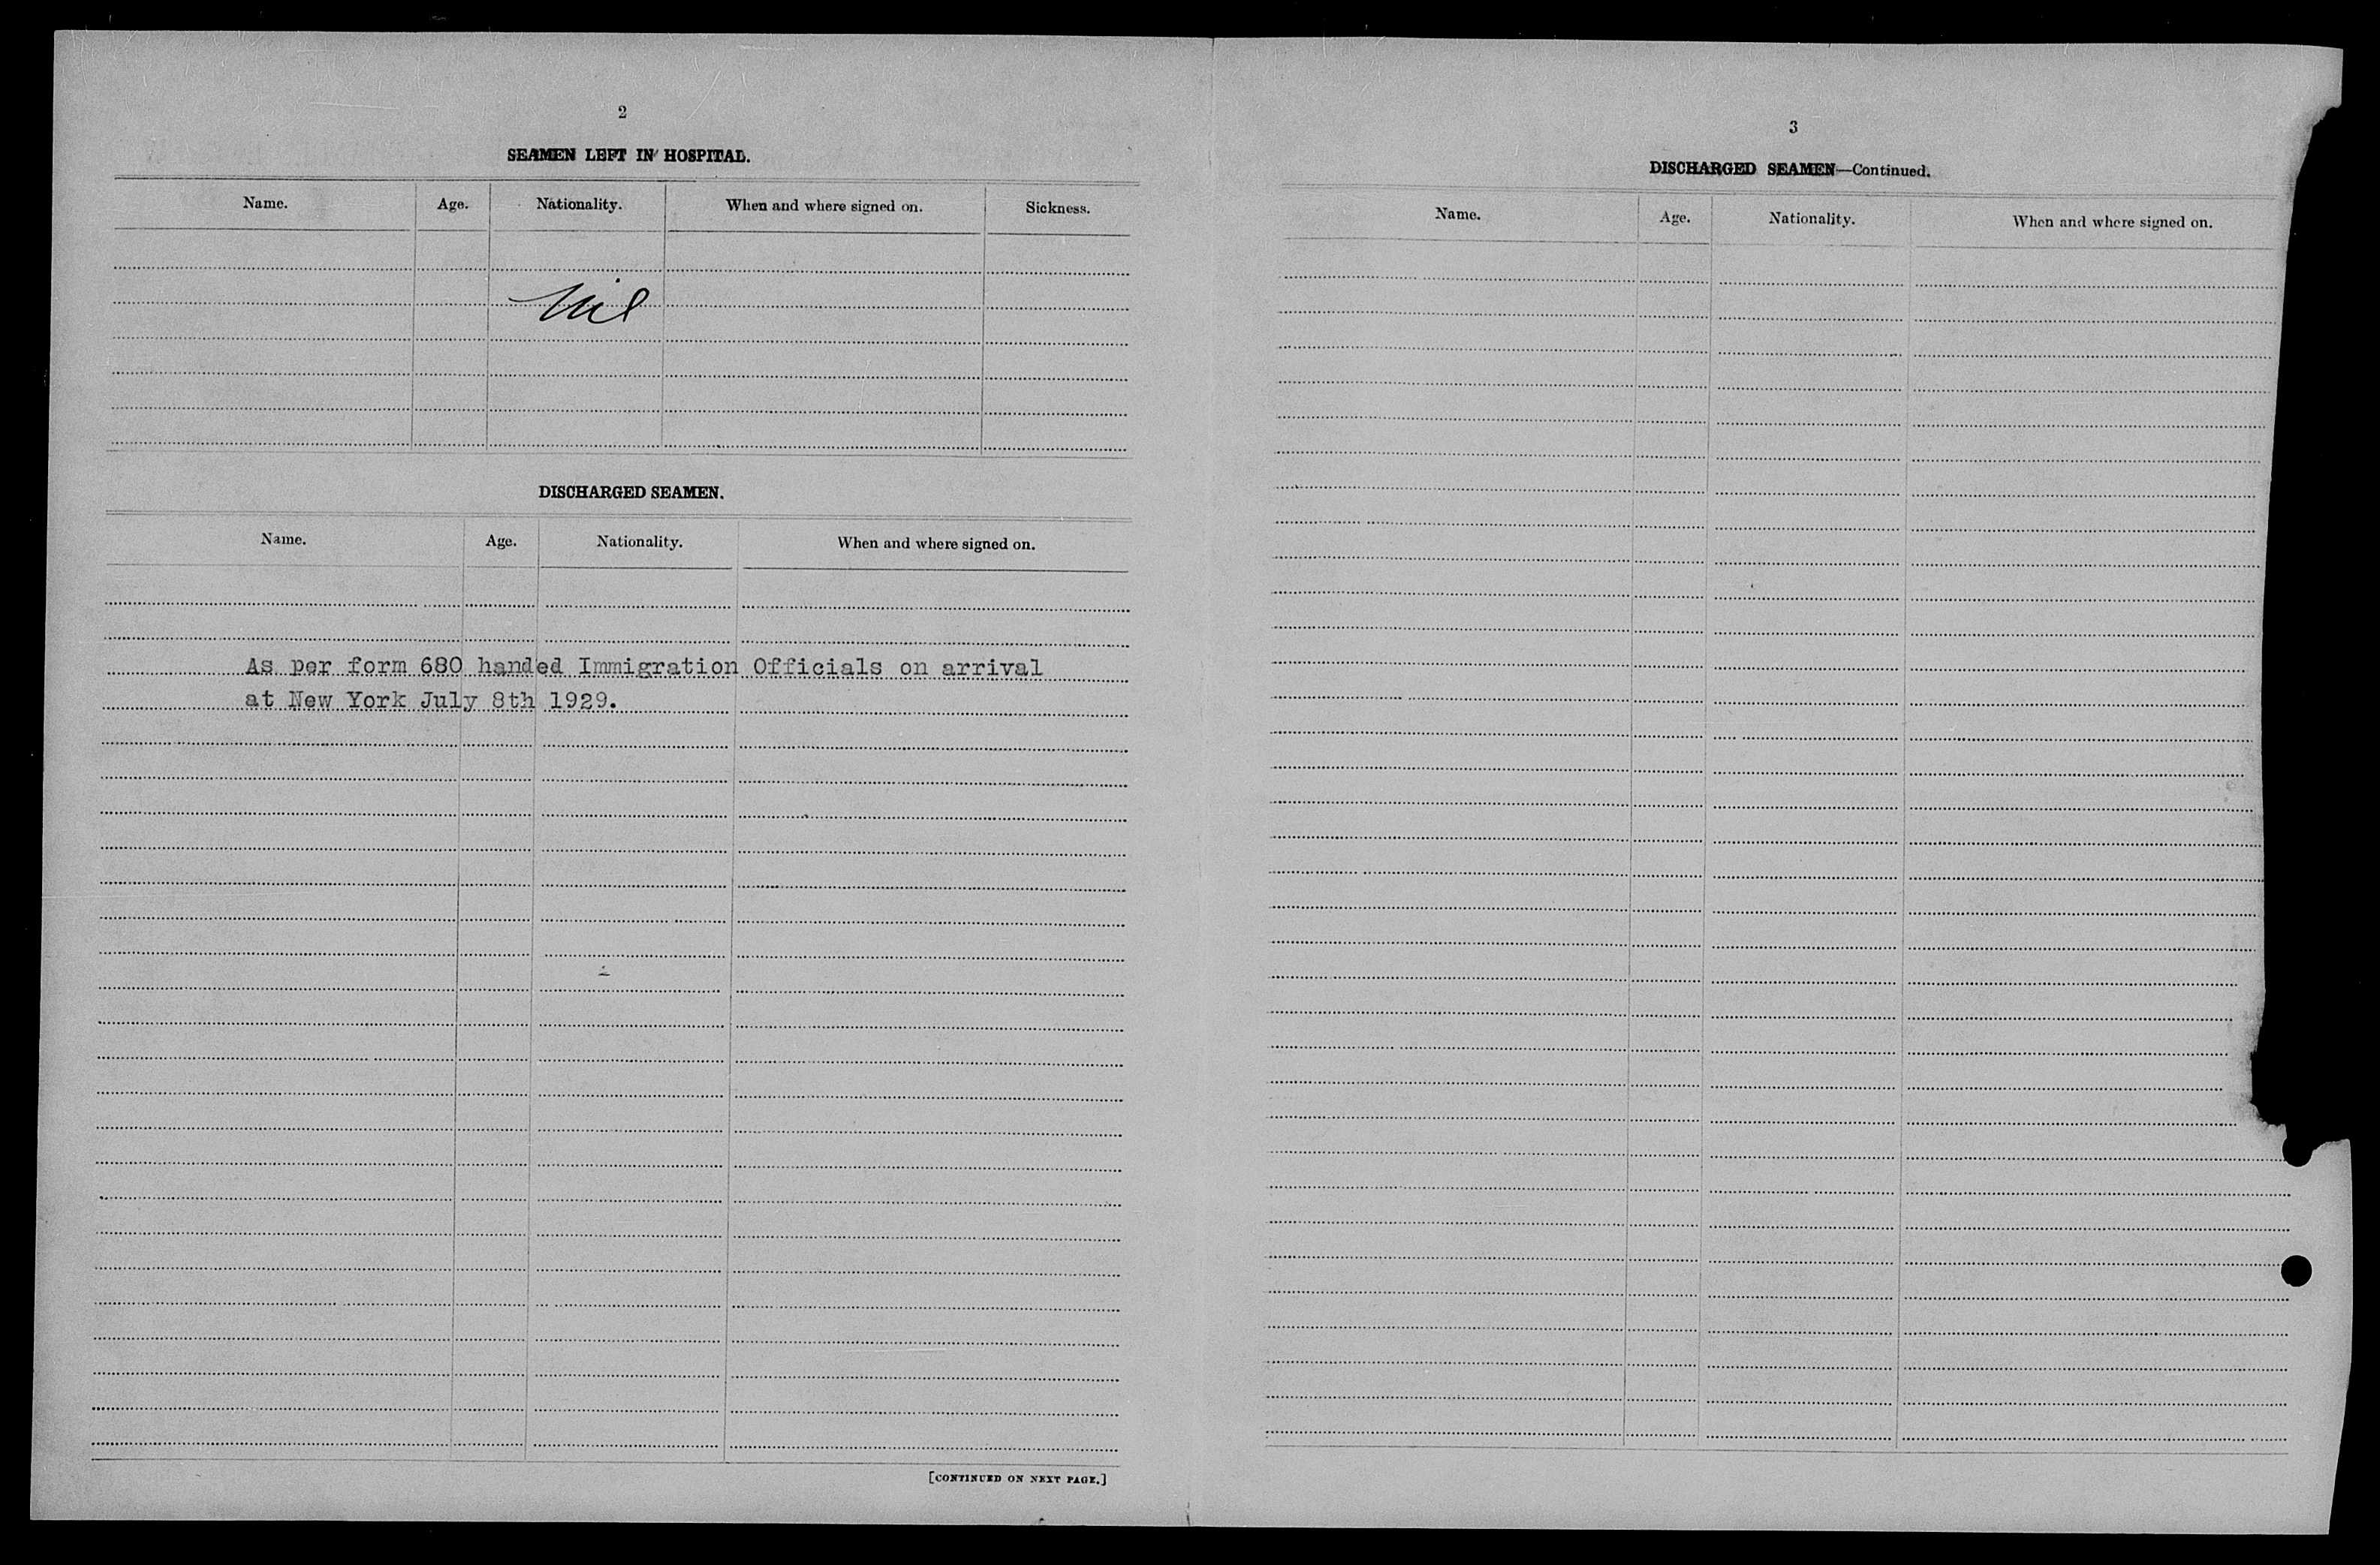 2
SEAMEN LEFT IN HOSPITAL.
Name. Age. Nationality. When and where signed on. Sickness.
Nil
DISCHARGED SEAMEN.
Name. Age. Nationality. When and where signed on.
As per form 680 handed Immigration Officials on arrival
at New York July 8th 1929.
[CONTINUED ON NEXT PAGE.]
3
DISCHARGED SEAMEN—Continued.
Name. Age. Nationality. When and where signed on.